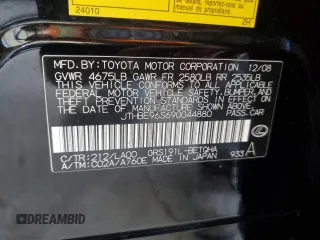 24010
ZH
MFD. BY: TOYOTA MOTOR CORPORATION 12/08
GVWR 4675LB GAWR FR 2580LB RR 2535LB
THIS VEHICLE CONFORMS TO ALL APPLICABLE
FEDERAL MOTOR VEHICLE SAFETY AND
THEFT PREVENTION STANDARDS IN EFFECT ON
THE DATE OF MANUFACTURE SHOWN ABOVE.
JTHBE96S690044880 PASS. CAR
C/TR: 212/LA00 GRS191L-BETQHA
A/TM: C02A/A760E MADE IN JAPAN 933 A
DREAMBID